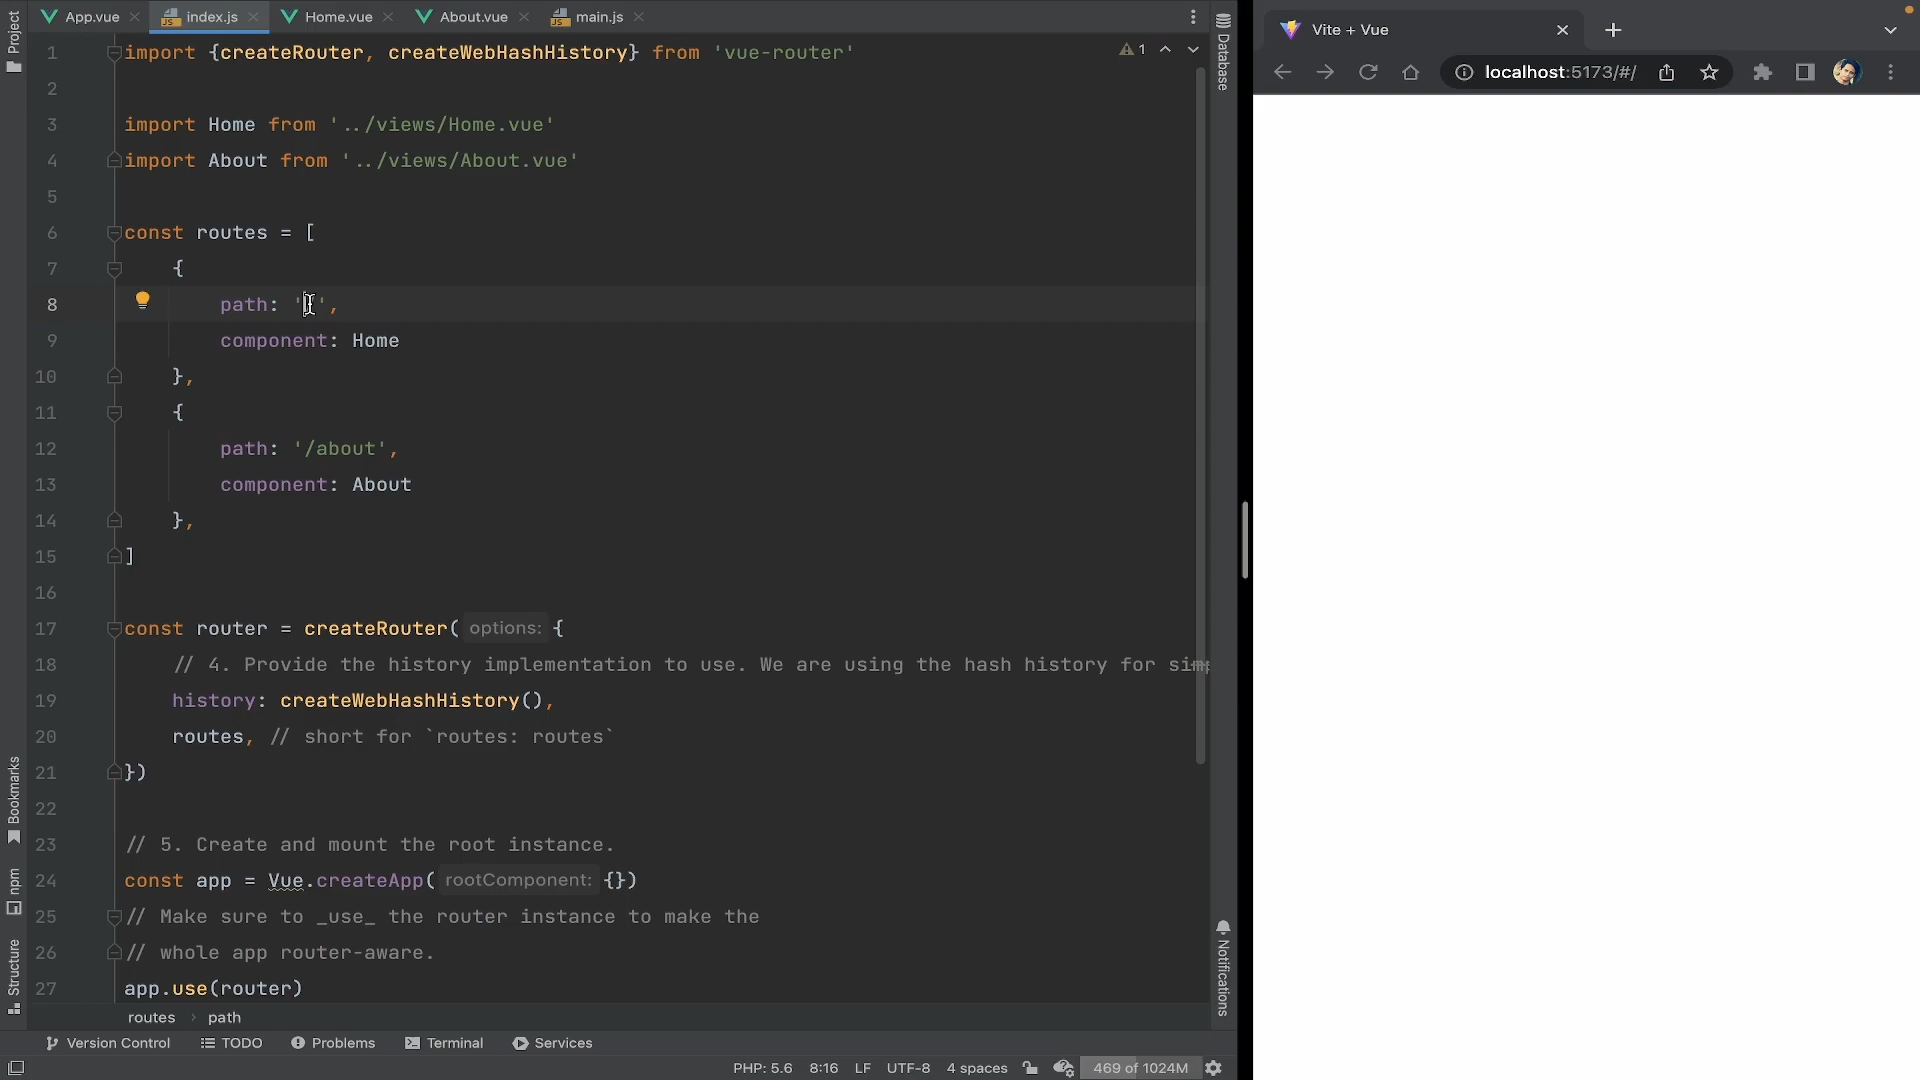 Project
App.vue
index.js
Home.vue
About.vue
main.js
1 import {createRouter, createWebHashHistory} from 'vue-router'
1
2
3 import Home from '../views/Home.vue'
4 import About from '../views/About.vue'
5
6 const routes = [
7 {
8 path: '/',
9 component: Home
10 },
11 {
12 path: '/about',
13 component: About
14 },
15 ]
16
17 const router = createRouter( options: {
18 // 4. Provide the history implementation to use. We are using the hash history for sim
19 history: createWebHashHistory(),
20 routes, // short for `routes: routes`
21 })
22
23 // 5. Create and mount the root instance.
24 const app = Vue.createApp( rootComponent: {})
25 // Make sure to _use_ the router instance to make the
26 // whole app router-aware.
27 app.use(router)
routes › path
Bookmarks
npm
Structure
Database
Notifications
Version Control
TODO
Problems
Terminal
Services
PHP: 5.6 8:16 LF UTF-8 4 spaces 469 of 1024M
Vite + Vue
localhost:5173/#/